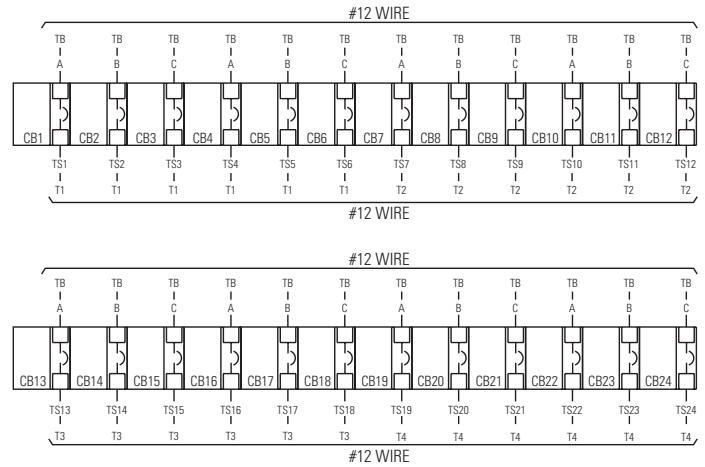 #12 WIRE
TB TB TB TB TB TB TB TB TB TB TB TB
A B C A B C A B C A B C
CB1 CB2 CB3 CB4 CB5 CB6 CB7 CB8 CB9 CB10 CB11 CB12
TS1 TS2 TS3 TS4 TS5 TS6 TS7 TS8 TS9 TS10 TS11 TS12
T1 T1 T1 T1 T1 T1 T2 T2 T2 T2 T2 T2
#12 WIRE
#12 WIRE
TB TB TB TB TB TB TB TB TB TB TB TB
A B C A B C A B C A B C
CB13 CB14 CB15 CB16 CB17 CB18 CB19 CB20 CB21 CB22 CB23 CB24
TS13 TS14 TS15 TS16 TS17 TS18 TS19 TS20 TS21 TS22 TS23 TS24
T3 T3 T3 T3 T3 T3 T4 T4 T4 T4 T4 T4
#12 WIRE